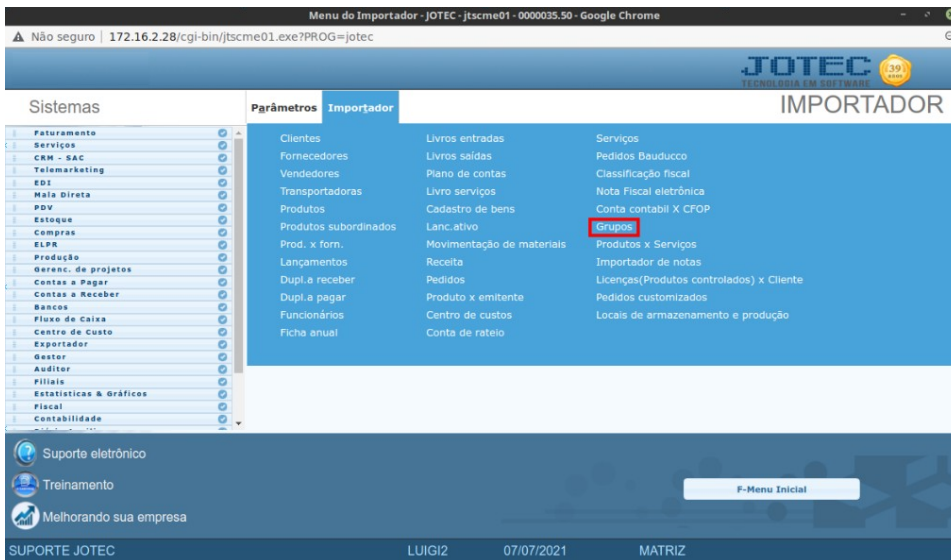 Menu do Importador - JOTEC - jtscme01 - 0000035.50 - Google Chrome
Não seguro | 172.16.2.28/cgi-bin/jtscme01.exe?PROG=jotec
JOTEC
39
ANOS
TECNOLOGIA EM SOFTWARE
Sistemas
Parâmetros Importador
IMPORTADOR
Faturamento
Serviços
CRM - SAC
Telemarketing
EDI
Mala Direta
PDV
Estoque
Compras
ELPR
Produção
Gerenc. de projetos
Contas a Pagar
Contas a Receber
Bancos
Fluxo de Caixa
Centro de Custo
Exportador
Gestor
Auditor
Filiais
Estatisticas & Gráficos
Fiscal
Contabilidade
Clientes
Fornecedores
Vendedores
Transportadoras
Produtos
Produtos subordinados
Prod. x forn.
Lançamentos
Dupl.a receber
Dupl.a pagar
Funcionários
Ficha anual
Livros entradas
Livros saídas
Plano de contas
Livro serviços
Cadastro de bens
Lanc.ativo
Movimentação de materiais
Receita
Pedidos
Produto x emitente
Centro de custos
Conta de rateio
Serviços
Pedidos Bauducco
Classificação fiscal
Nota Fiscal eletrônica
Conta contabil X CFOP
Grupos
Produtos x Serviços
Importador de notas
Licenças(Produtos controlados) x Cliente
Pedidos customizados
Locais de armazenamento e produção
Suporte eletrônico
Treinamento
Melhorando sua empresa
F-Menu Inicial
SUPORTE JOTEC LUIGI2 07/07/2021 MATRIZ